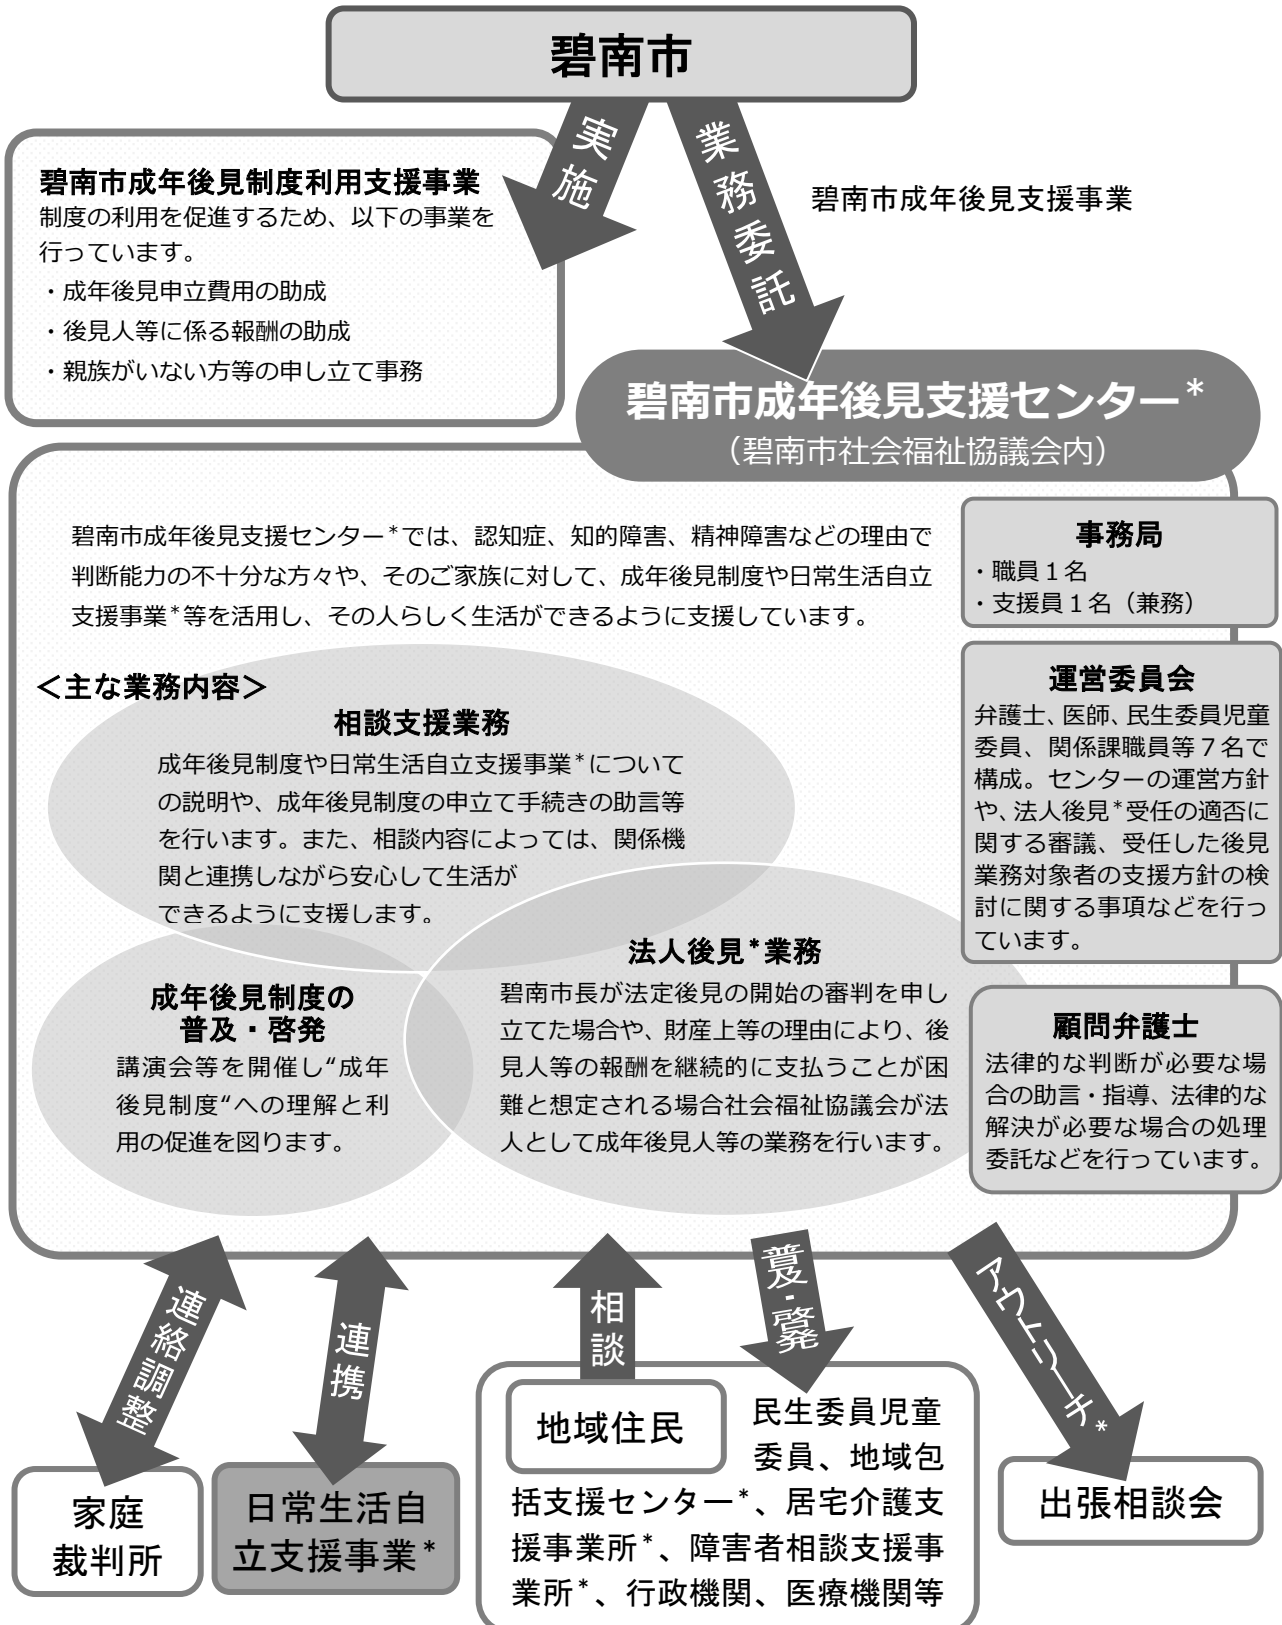 碧南市
実施
業務委託
碧南市成年後見支援事業
碧南市成年後見制度利用支援事業
制度の利用を促進するため、以下の事業を
行っています。
・成年後見申立費用の助成
・後見人等に係る報酬の助成
・親族がいない方等の申し立て事務
碧南市成年後見支援センター*
（碧南市社会福祉協議会内）
碧南市成年後見支援センター*では、認知症、知的障害、精神障害などの理由で
判断能力の不十分な方々や、そのご家族に対して、成年後見制度や日常生活自立
支援事業*等を活用し、その人らしく生活ができるように支援しています。
＜主な業務内容＞
相談支援業務
成年後見制度や日常生活自立支援事業*について
の説明や、成年後見制度の申立て手続きの助言等
を行います。また、相談内容によっては、関係機
関と連携しながら安心して生活が
できるように支援します。
成年後見制度の
普及・啓発
講演会等を開催し“成年
後見制度“への理解と利
用の促進を図ります。
法人後見*業務
碧南市長が法定後見の開始の審判を申し
立てた場合や、財産上等の理由により、後
見人等の報酬を継続的に支払うことが困
難と想定される場合社会福祉協議会が法
人として成年後見人等の業務を行います。
事務局
・職員１名
・支援員１名（兼務）
運営委員会
弁護士、医師、民生委員児童
委員、関係課職員等７名で
構成。センターの運営方針
や、法人後見*受任の適否に
関する審議、受任した後見
業務対象者の支援方針の検
討に関する事項などを行っ
ています。
顧問弁護士
法律的な判断が必要な場
合の助言・指導、法律的な
解決が必要な場合の処理
委託などを行っています。
連絡調整
連携
相談
普及・啓発
アウトリーチ*
家庭
裁判所
日常生活自
立支援事業*
地域住民
民生委員児童
委員、地域包
括支援センター*、居宅介護支
援事業所*、障害者相談支援事
業所*、行政機関、医療機関等
出張相談会